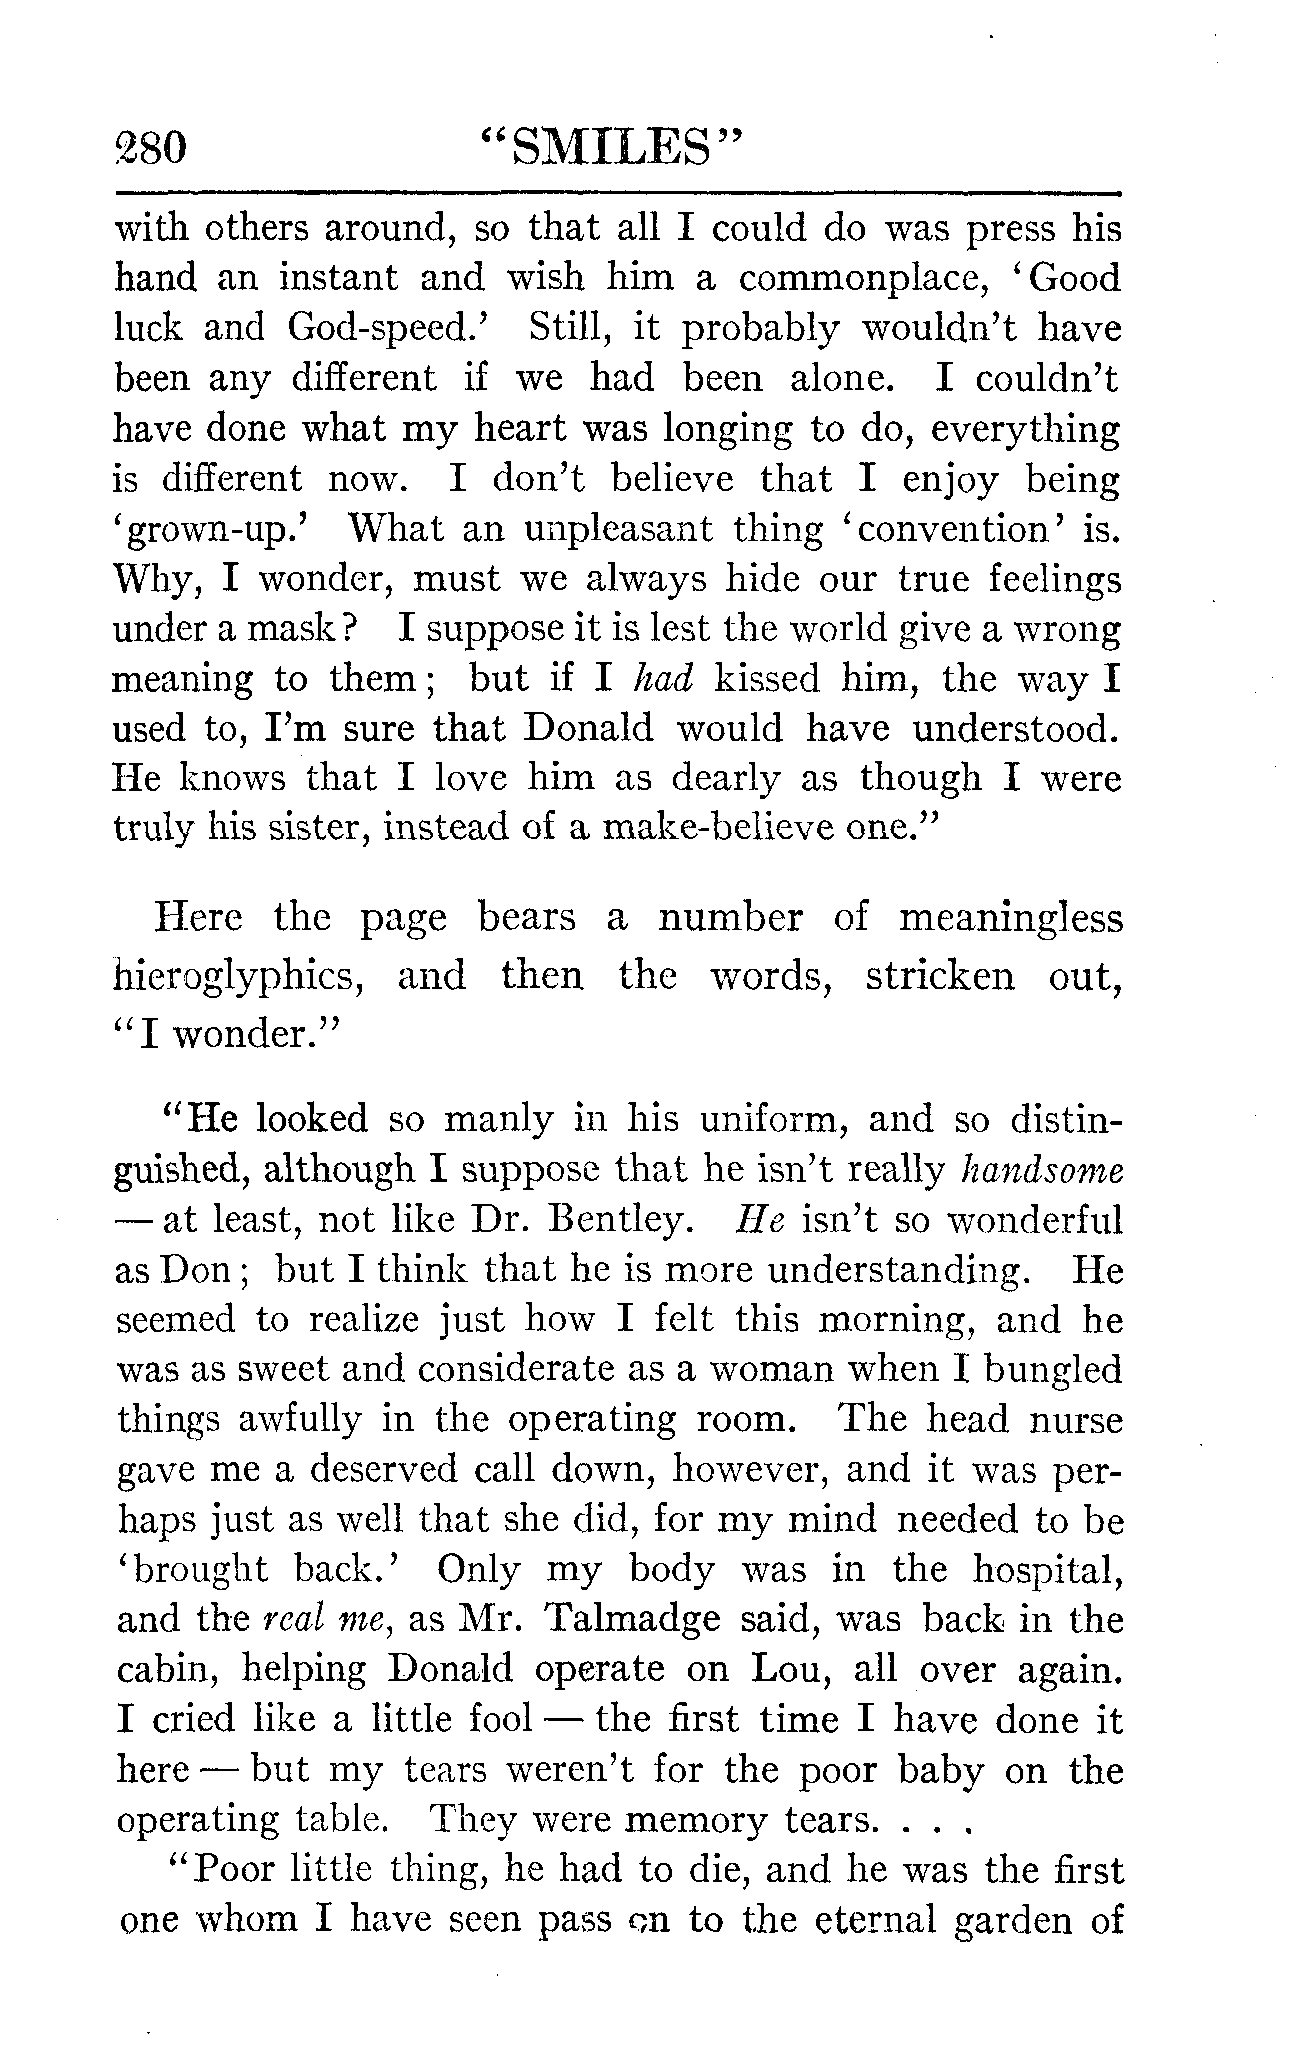 280 "SMILES"
with others around, so that all I could do was press his
hand an instant and wish him a commonplace, 'Good
luck and God-speed.' Still, it probably wouldn't have
been any different if we had been alone. I couldn't
have done what my heart was longing to do, everything
is different now. I don't believe that I enjoy being
'grown-up.' What an unpleasant thing 'convention' is.
Why, I wonder, must we always hide our true feelings
under a mask? I suppose it is lest the world give a wrong
meaning to them; but if I had kissed him, the way I
used to, I'm sure that Donald would have understood.
He knows that I love him as dearly as though I were
truly his sister, instead of a make-believe one."
Here the page bears a number of meaningless
hieroglyphics, and then the words, stricken out,
"I wonder."
"He looked so manly in his uniform, and so distin-
guished, although I suppose that he isn't really handsome
— at least, not like Dr. Bentley. He isn't so wonderful
as Don; but I think that he is more understanding. He
seemed to realize just how I felt this morning, and he
was as sweet and considerate as a woman when I bungled
things awfully in the operating room. The head nurse
gave me a deserved call down, however, and it was per-
haps just as well that she did, for my mind needed to be
'brought back.' Only my body was in the hospital,
and the real me, as Mr. Talmadge said, was back in the
cabin, helping Donald operate on Lou, all over again.
I cried like a little fool — the first time I have done it
here — but my tears weren't for the poor baby on the
operating table. They were memory tears. . . .
"Poor little thing, he had to die, and he was the first
one whom I have seen pass on to the eternal garden of